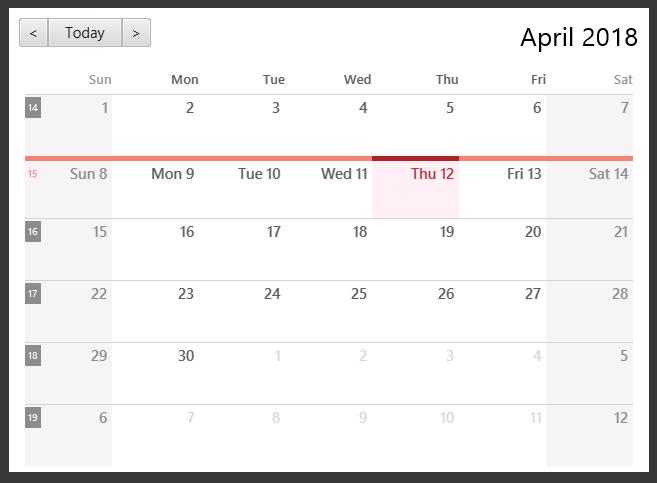 < Today > April 2018
Sun Mon Tue Wed Thu Fri Sat
14 1 2 3 4 5 6 7
15 Sun 8 Mon 9 Tue 10 Wed 11 Thu 12 Fri 13 Sat 14
16 15 16 17 18 19 20 21
17 22 23 24 25 26 27 28
18 29 30 1 2 3 4 5
19 6 7 8 9 10 11 12